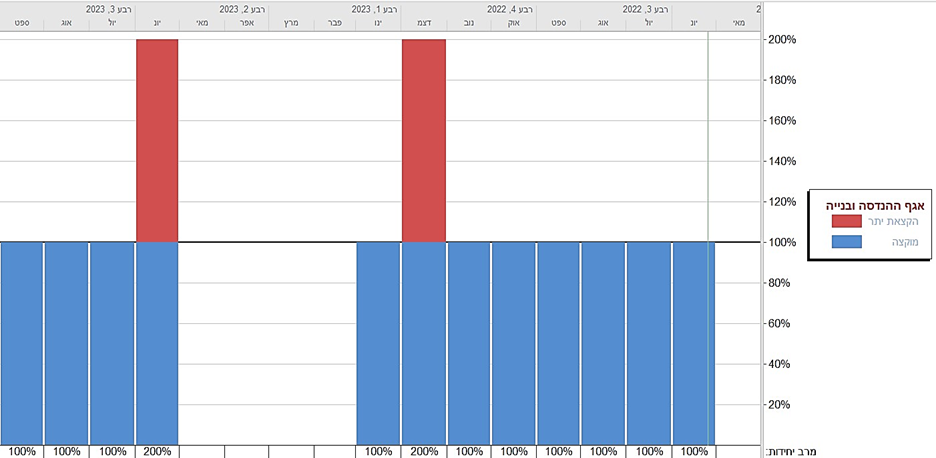 2
רבע 3, 2022
רבע 4, 2022
רבע 1, 2023
רבע 2, 2023
רבע 3, 2023
מאי
יונ
יול
אוג
ספט
אוק
נוב
דצמ
ינו
פבר
מרץ
אפר
מאי
יונ
יול
אוג
ספט
200%
180%
160%
140%
120%
100%
80%
60%
40%
20%
אגף ההנדסה ובנייה
הקצאת יתר
מוקצה
מרב יחידות:
100%
100%
100%
100%
100%
100%
200%
100%
200%
100%
100%
100%